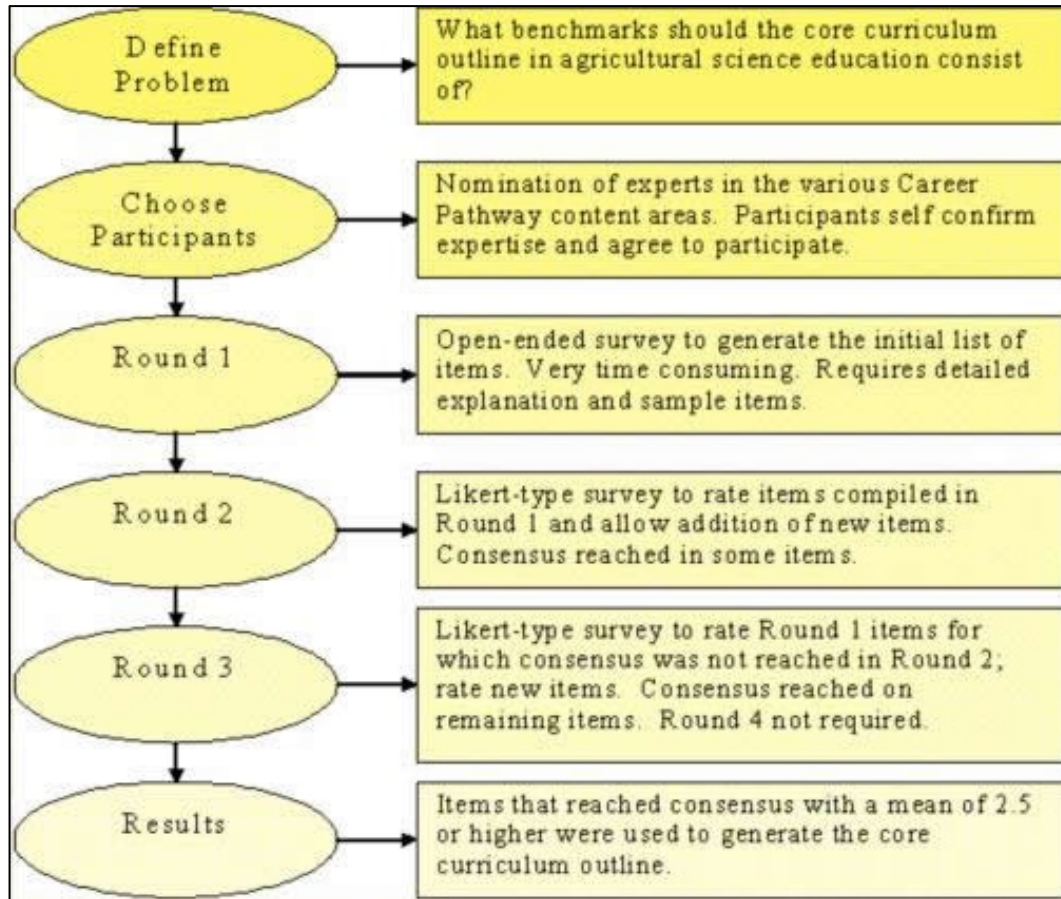 Define
Problem
What benchmarks should the core curriculum
outline in agricultural science education consist
of?
Choose
Participants
Nomination of experts in the various Career
Pathway content areas. Participants self confirm
expertise and agree to participate.
Round 1
Open-ended survey to generate the initial list of
items. Very time consuming. Requires detailed
explanation and sample items.
Round 2
Likert-type survey to rate items compiled in
Round 1 and allow addition of new items.
Consensus reached in some items.
Round 3
Likert-type survey to rate Round 1 items for
which consensus was not reached in Round 2;
rate new items. Consensus reached on
remaining items. Round 4 not required.
Results
Items that reached consensus with a mean of 2.5
or higher were used to generate the core
curriculum outline.